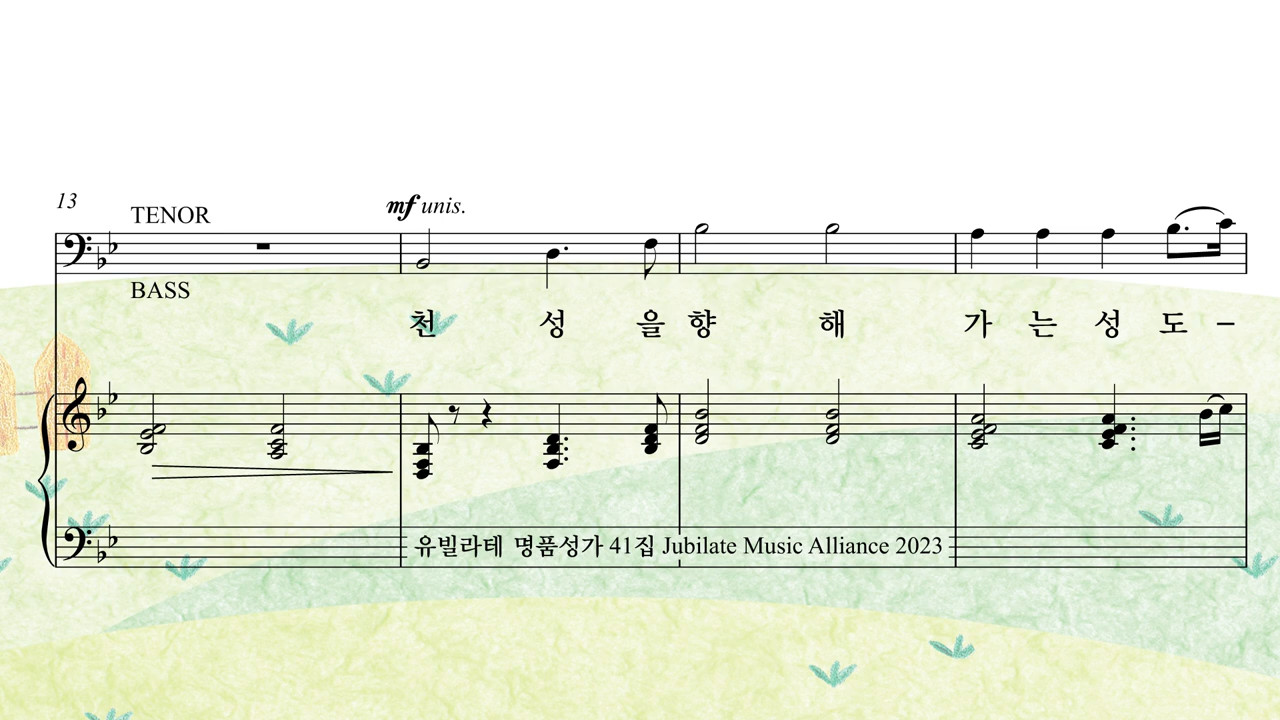 13
TENOR
mf unis.
BASS
천 성 을 향 해 가 는 성 도 –
유빌라테 명품성가 41집 Jubilate Music Alliance 2023